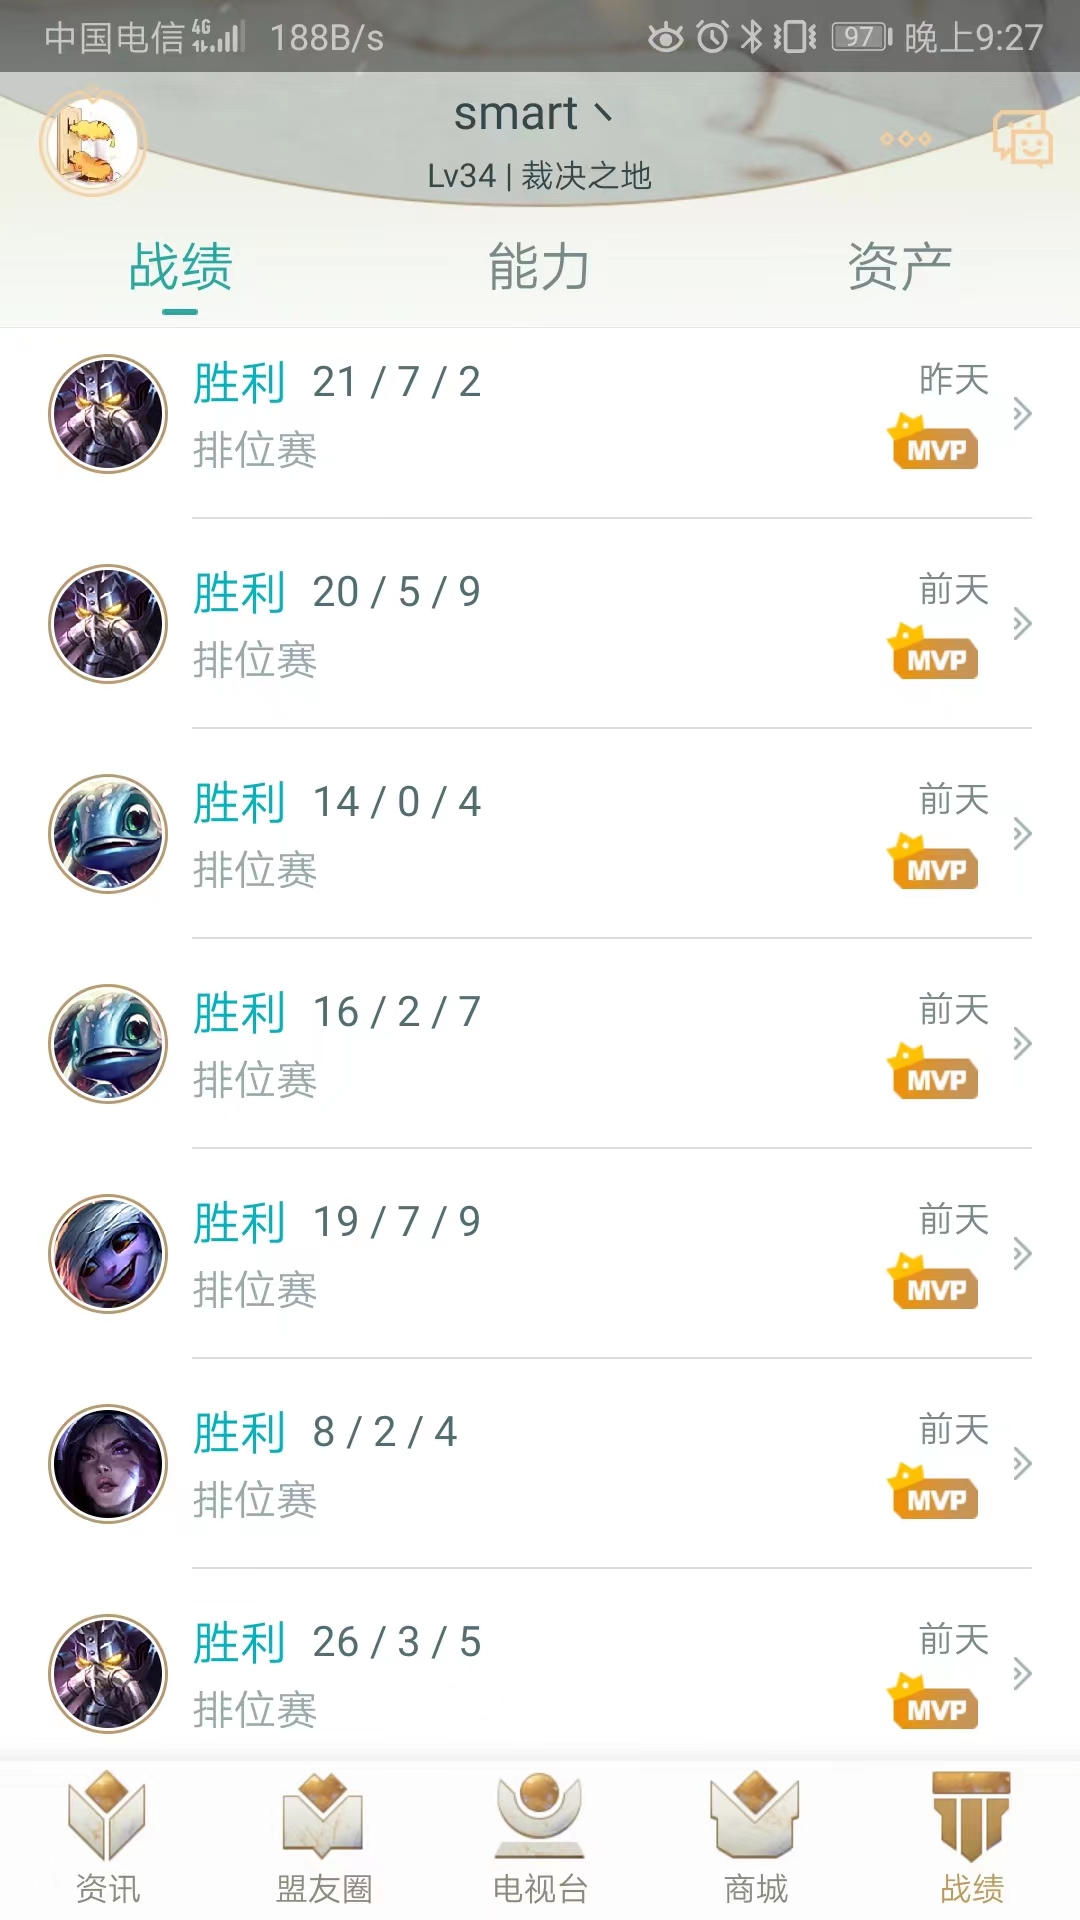 中国电信 4G 188B/s 97 晚上9:27
smart丶
Lv34 | 裁决之地
战绩 能力 资产
胜利 21 / 7 / 2 昨天
排位赛 MVP
胜利 20 / 5 / 9 前天
排位赛 MVP
胜利 14 / 0 / 4 前天
排位赛 MVP
胜利 16 / 2 / 7 前天
排位赛 MVP
胜利 19 / 7 / 9 前天
排位赛 MVP
胜利 8 / 2 / 4 前天
排位赛 MVP
胜利 26 / 3 / 5 前天
排位赛 MVP
资讯 盟友圈 电视台 商城 战绩